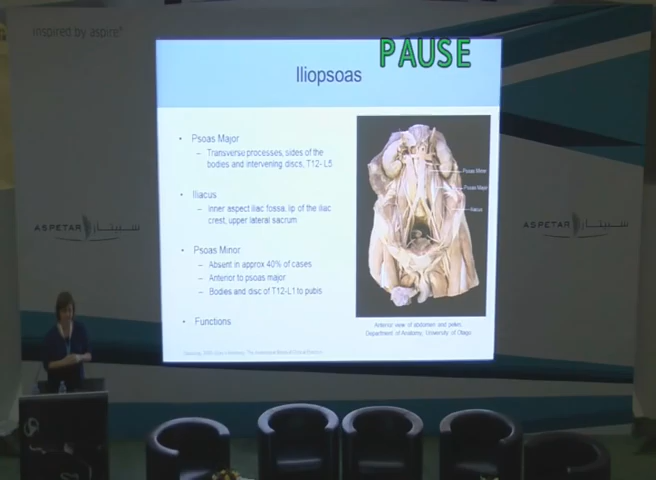 inspired by aspire
PAUSE
Iliopsoas
• Psoas Major
– Transverse processes, sides of the
bodies and intervening discs, T12- L5
• Iliacus
– Inner aspect iliac fossa, lip of the iliac
crest, upper lateral sacrum
• Psoas Minor
– Absent in approx 40% of cases
– Anterior to psoas major
– Bodies and disc of T12-L1 to pubis
• Functions
Psoas Minor
Psoas Major
Iliacus
Anterior view of abdomen and pelvis,
Department of Anatomy, University of Otago
ASPETAR سبيتار
ASPETAR سبيتار